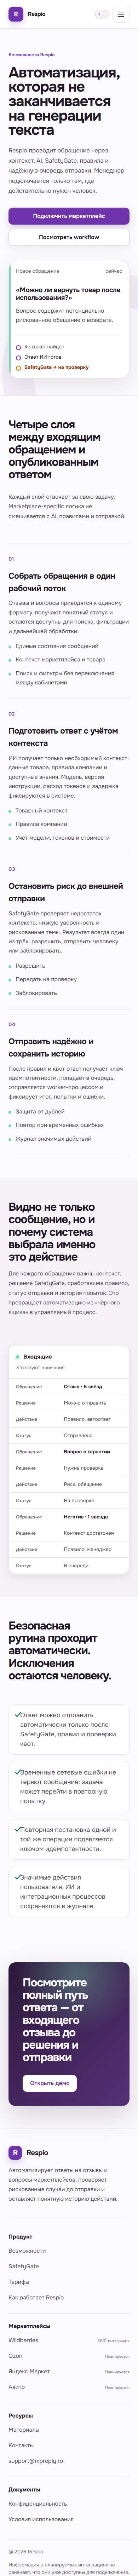 R Respio
Возможности Respio
Автоматизация,
которая не
заканчивается
на генерации
текста
Respio проводит обращение через
контекст, AI, SafetyGate, правила и
надёжную очередь отправки. Менеджер
подключается только там, где
действительно нужен человек.
Подключить маркетплейс
Посмотреть workflow
Новое обращение
сейчас
«Можно ли вернуть товар после
использования?»
Вопрос содержит потенциально
рискованное обещание о возврате.
Контекст найден
Ответ ИИ готов
SafetyGate → на проверку
Четыре слоя
между входящим
обращением и
опубликованным
ответом
Каждый слой отвечает за свою задачу.
Marketplace-specific логика не
смешивается с AI, правилами и отправкой.
01
Собрать обращения в один
рабочий поток
Отзывы и вопросы приводятся к единому
формату, получают понятный статус и
остаются доступны для поиска, фильтрации
и дальнейшей обработки.
Единые состояния сообщений
Контекст маркетплейса и товара
Поиск и фильтры без переключения
между кабинетами
02
Подготовить ответ с учётом
контекста
ИИ получает только необходимый контекст:
данные товара, правила компании и
доступные знания. Модель, версия
инструкции, расход токенов и задержка
фиксируются в системе.
Товарный контекст
Правила компании
Учёт модели, токенов и стоимости
03
Остановить риск до внешней
отправки
SafetyGate проверяет недостаток
контекста, низкую уверенность и
рискованные темы. Результат всегда один
из трёх: разрешить, отправить человеку
или заблокировать.
Разрешить
Передать на проверку
Заблокировать
04
Отправить надёжно и
сохранить историю
После правил и квот ответ получает ключ
идемпотентности, попадает в очередь,
отправляется worker-процессом и
фиксирует итог, попытки и ошибки.
Защита от дублей
Повтор при временных ошибках
Журнал значимых действий
Видно не только
сообщение, но и
почему система
выбрала именно
это действие
Для каждого обращения важны контекст,
решение SafetyGate, сработавшее правило,
статус отправки и история попыток. Это
превращает автоматизацию из «чёрного
ящика» в управляемый процесс.
Входящие
3 требуют внимания
Обращение Отзыв · 5 звёзд
Решение Можно отправить
Действие Правило: автоответ
Статус Отправлено
Обращение Вопрос о гарантии
Решение Нужна проверка
Действие Риск: обещание
Статус На проверке
Обращение Негатив · 1 звезда
Решение Контекст достаточен
Действие Правило: менеджер
Статус В очереди
Безопасная
рутина проходит
автоматически.
Исключения
остаются человеку.
Ответ можно отправить
автоматически только после
SafetyGate, правил и проверки
квот.
Временные сетевые ошибки не
теряют сообщение: задача
может перейти в повторную
попытку.
Повторная постановка одной и
той же операции подавляется
ключом идемпотентности.
Значимые действия
пользователя, ИИ и
интеграционных процессов
сохраняются в журнале.
Посмотрите
полный путь
ответа — от
входящего
отзыва до
решения и
отправки
Открыть демо
R Respio
Автоматизирует ответы на отзывы и
вопросы маркетплейсов, проверяет
рискованные случаи до отправки и
оставляет понятную историю действий.
Продукт
Возможности
SafetyGate
Тарифы
Как работает Respio
Маркетплейсы
Wildberries MVP-интеграция
Ozon Планируется
Яндекс Маркет Планируется
Авито Планируется
Ресурсы
Материалы
Контакты
support@mpreply.ru
Документы
Конфиденциальность
Условия использования
© 2026 Respio
Информация о планируемых интеграциях не
означает, что они уже доступны для подключения.